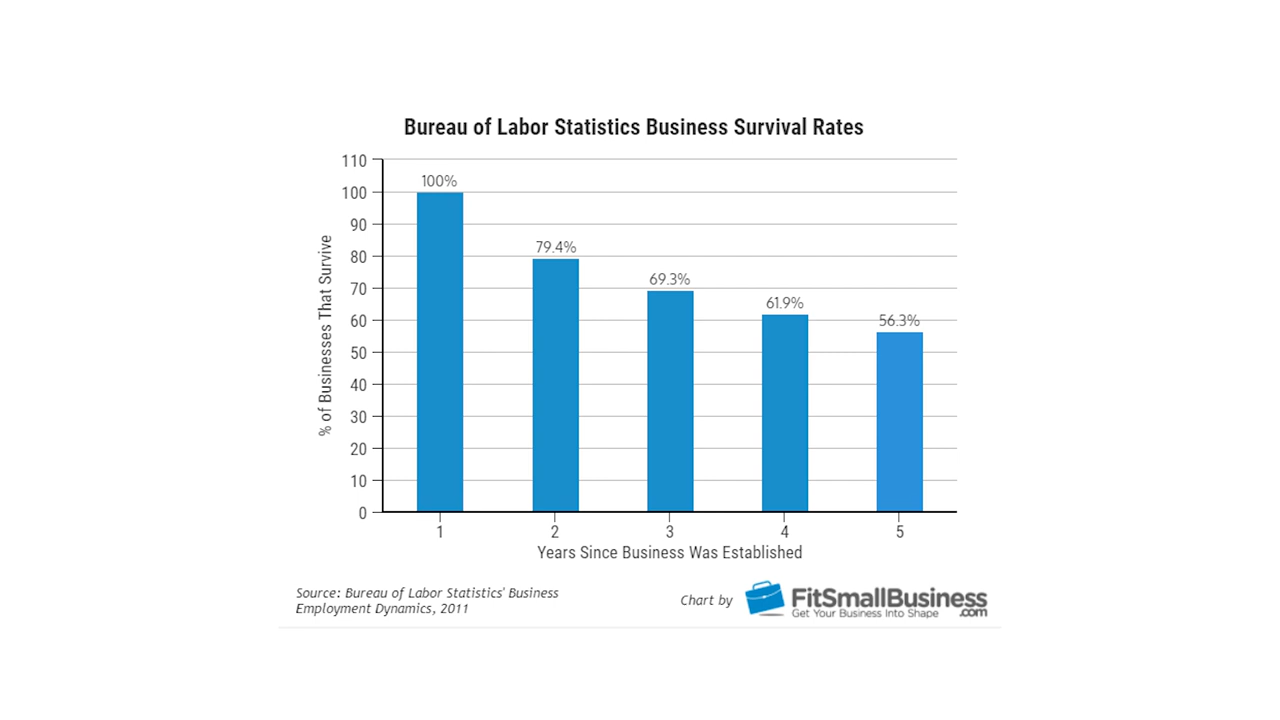 Bureau of Labor Statistics Business Survival Rates
110
100
90
80
70
60
50
40
30
20
10
0
% of Businesses That Survive
100%
79.4%
69.3%
61.9%
56.3%
1 2 3 4 5
Years Since Business Was Established
Source: Bureau of Labor Statistics' Business
Employment Dynamics, 2011
Chart by
FitSmallBusiness
.com
Get Your Business Into Shape